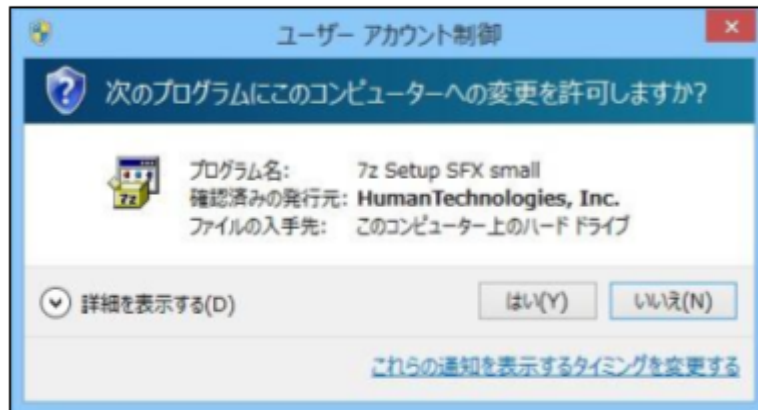 ユーザー アカウント制御
次のプログラムにこのコンピューターへの変更を許可しますか?
プログラム名: 7z Setup SFX small
確認済みの発行元: HumanTechnologies, Inc.
ファイルの入手先: このコンピューター上のハード ドライブ
7z
詳細を表示する(D)
はい(Y)
いいえ(N)
これらの通知を表示するタイミングを変更する